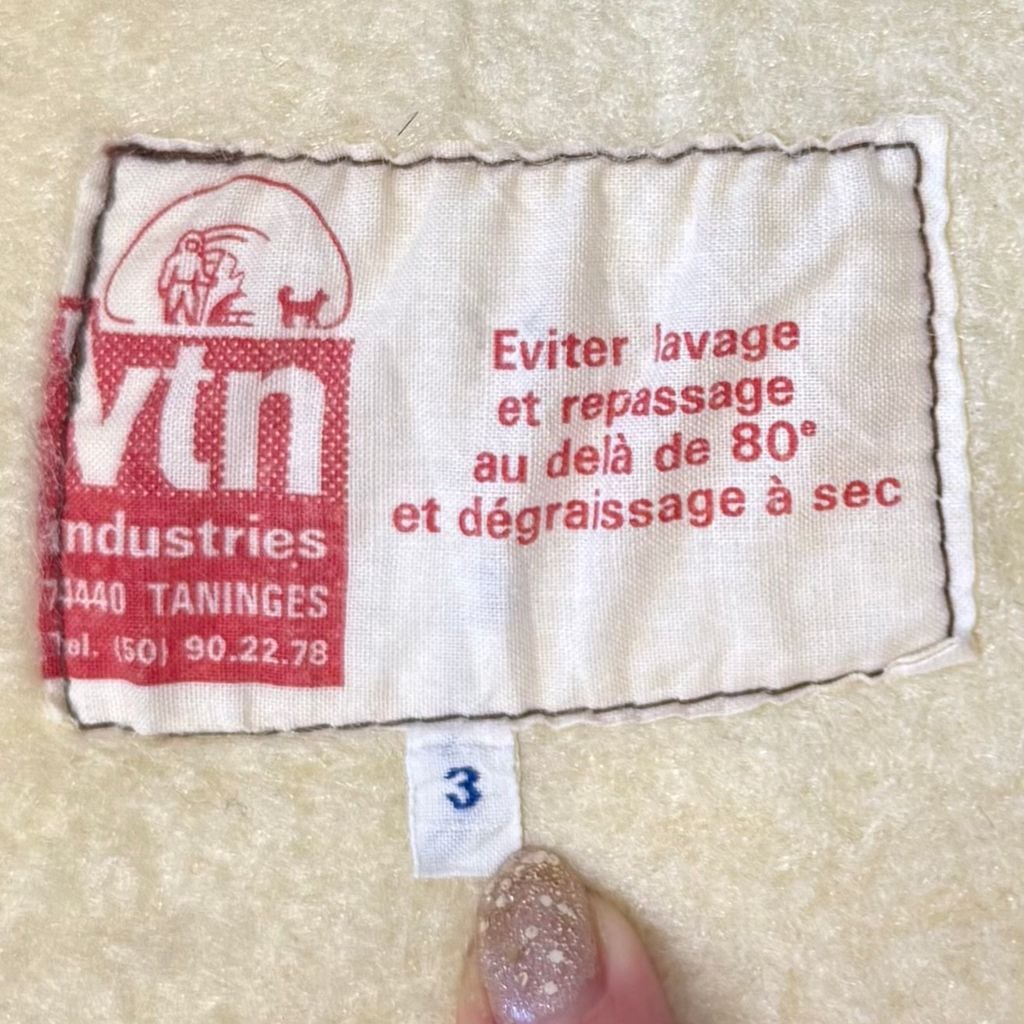 vtn
industries
74440 TANINGES
Tel. (50) 90.22.78
Eviter lavage
et repassage
au delà de 80°
et dégraissage à sec
3